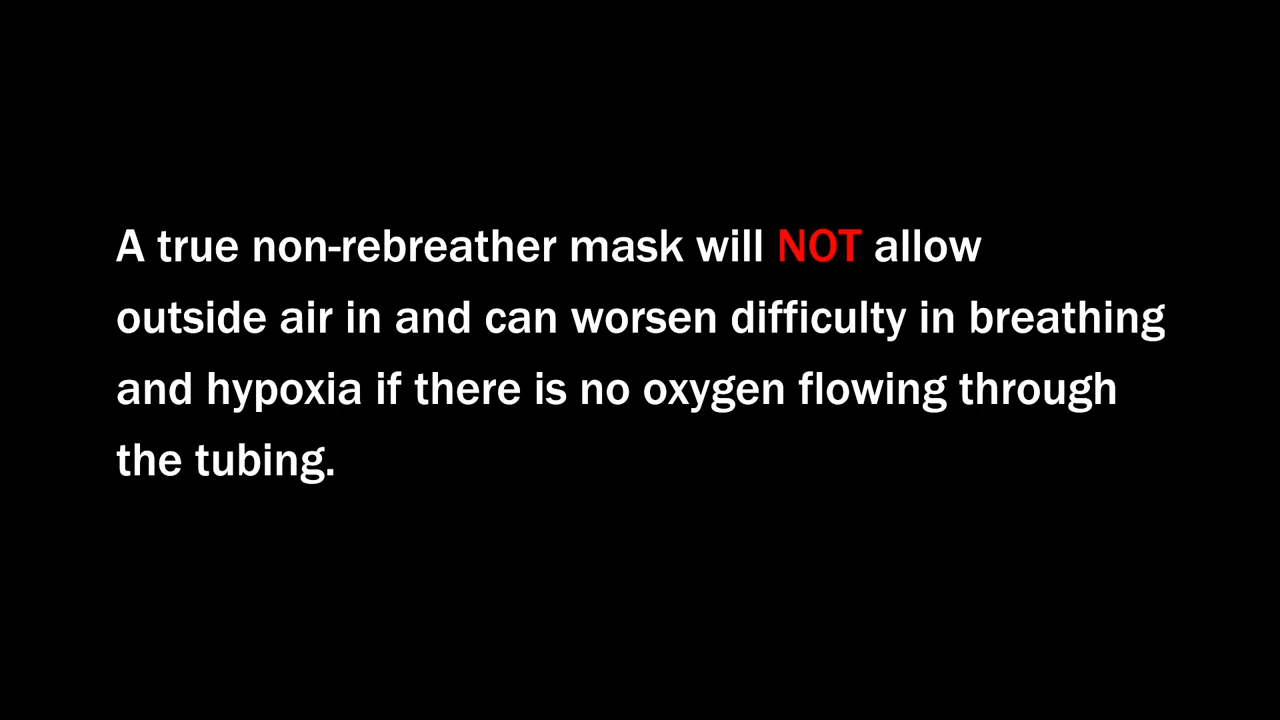 A true non-rebreather mask will NOT allow
outside air in and can worsen difficulty in breathing
and hypoxia if there is no oxygen flowing through
the tubing.